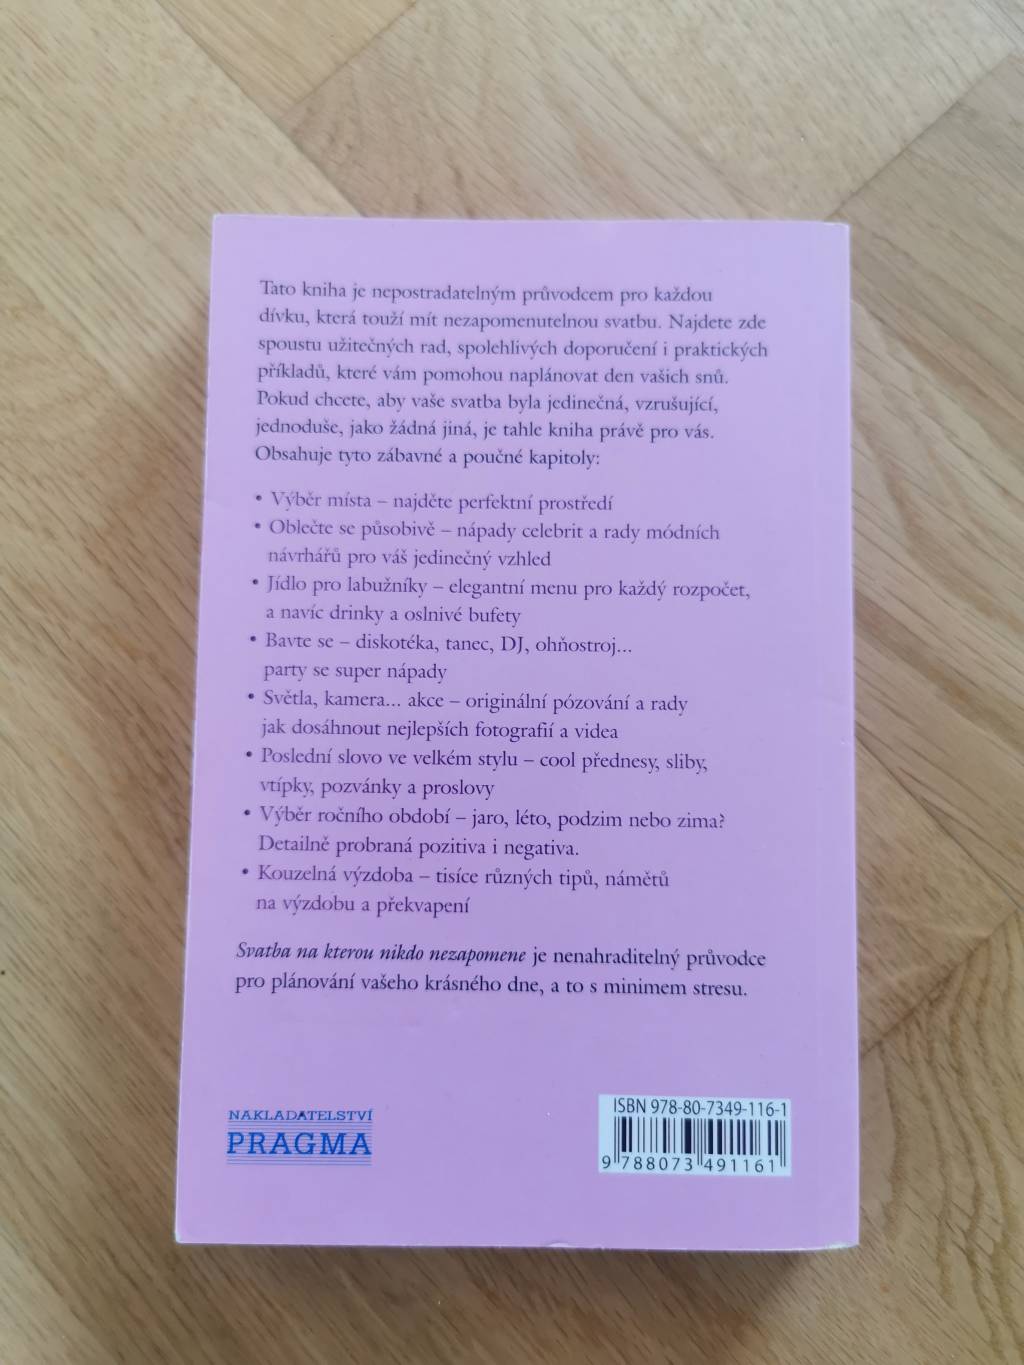 Tato kniha je nepostradatelným průvodcem pro každou
dívku, která touží mít nezapomenutelnou svatbu. Najdete zde
spoustu užitečných rad, spolehlivých doporučení i praktických
příkladů, které vám pomohou naplánovat den vašich snů.
Pokud chcete, aby vaše svatba byla jedinečná, vzrušující,
jednoduše, jako žádná jiná, je tahle kniha právě pro vás.
Obsahuje tyto zábavné a poučné kapitoly:
• Výběr místa – najděte perfektní prostředí
• Oblečte se působivě – nápady celebrit a rady módních
návrhářů pro váš jedinečný vzhled
• Jídlo pro labužníky – elegantní menu pro každý rozpočet,
a navíc drinky a oslnivé bufety
• Bavte se – diskotéka, tanec, DJ, ohňostroj...
party se super nápady
• Světla, kamera... akce – originální pózování a rady
jak dosáhnout nejlepších fotografií a videa
• Poslední slovo ve velkém stylu – cool přednesy, sliby,
vtípky, pozvánky a proslovy
• Výběr ročního období – jaro, léto, podzim nebo zima?
Detailně probraná pozitiva i negativa.
• Kouzelná výzdoba – tisíce různých tipů, námětů
na výzdobu a překvapení
Svatba na kterou nikdo nezapomene je nenahraditelný průvodce
pro plánování vašeho krásného dne, a to s minimem stresu.
NAKLADATELSTVÍ
PRAGMA
ISBN 978-80-7349-116-1
9 788073 491161